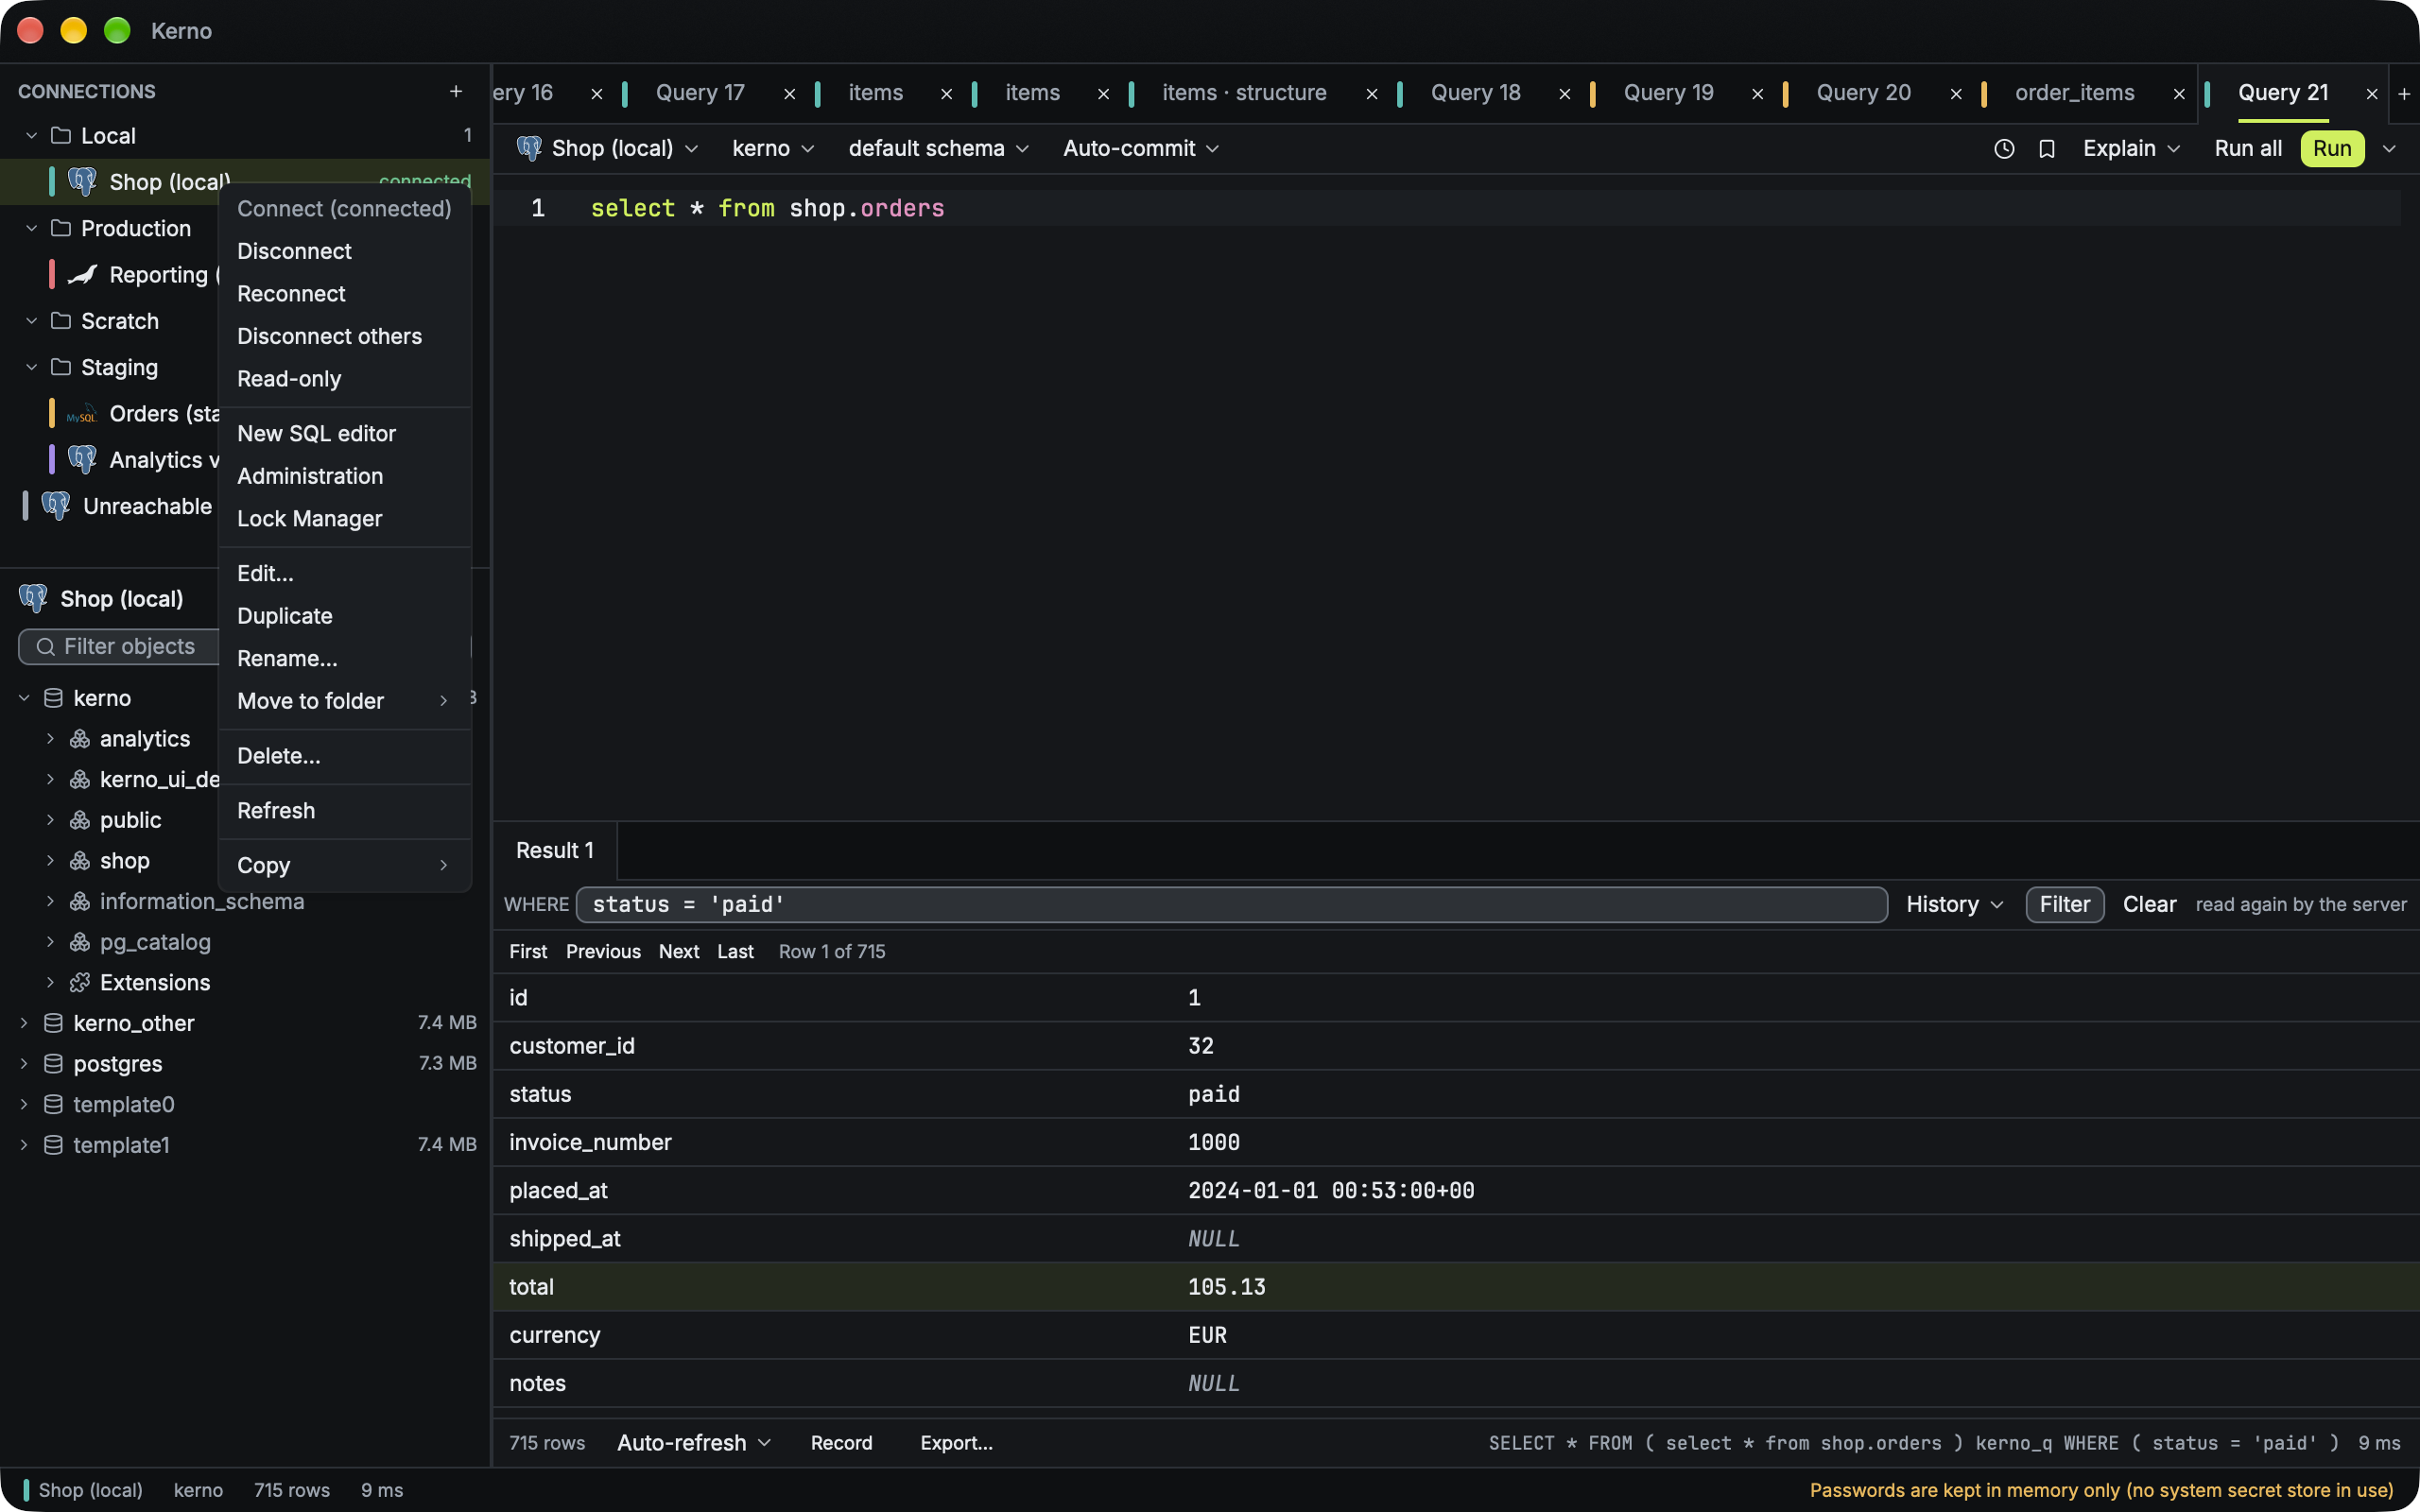 Kerno
CONNECTIONS
Local 1
Shop (local) connected
Production
Reporting (
Scratch
Staging
MySQL Orders (sta
Analytics v
Unreachable
Connect (connected)
Disconnect
Reconnect
Disconnect others
Read-only
New SQL editor
Administration
Lock Manager
Edit...
Duplicate
Rename...
Move to folder
Delete...
Refresh
Copy
Shop (local)
Filter objects
kerno
analytics
kerno_ui_de
public
shop
information_schema
pg_catalog
Extensions
kerno_other 7.4 MB
postgres 7.3 MB
template0
template1 7.4 MB
ery 16 Query 17 items items items · structure Query 18 Query 19 Query 20 order_items Query 21
Shop (local) kerno default schema Auto-commit Explain Run all Run
1 select * from shop.orders
Result 1
WHERE status = 'paid' History Filter Clear read again by the server
First Previous Next Last Row 1 of 715
id 1
customer_id 32
status paid
invoice_number 1000
placed_at 2024-01-01 00:53:00+00
shipped_at NULL
total 105.13
currency EUR
notes NULL
715 rows Auto-refresh Record Export... SELECT * FROM ( select * from shop.orders ) kerno_q WHERE ( status = 'paid' ) 9 ms
Shop (local) kerno 715 rows 9 ms Passwords are kept in memory only (no system secret store in use)